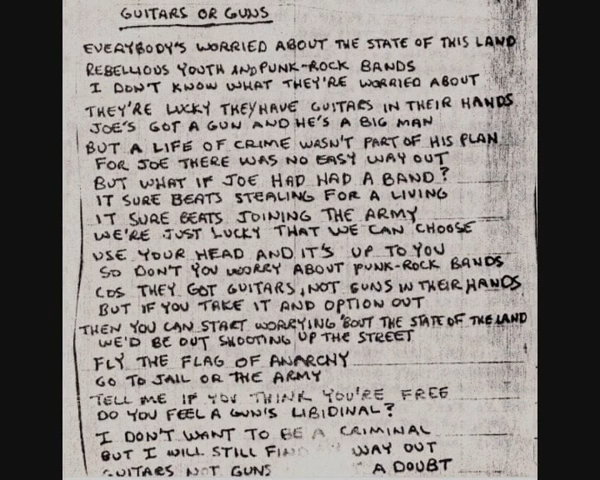 GUITARS OR GUNS
EVERYBODY'S WORRIED ABOUT THE STATE OF THIS LAND
REBELLIOUS YOUTH AND PUNK-ROCK BANDS
I DON'T KNOW WHAT THEY'RE WORRIED ABOUT
THEY'RE LUCKY THEY HAVE GUITARS IN THEIR HANDS
JOE'S GOT A GUN AND HE'S A BIG MAN
BUT A LIFE OF CRIME WASN'T PART OF HIS PLAN
FOR JOE THERE WAS NO EASY WAY OUT
BUT WHAT IF JOE HAD HAD A BAND?
IT SURE BEATS STEALING FOR A LIVING
IT SURE BEATS JOINING THE ARMY
WE'RE JUST LUCKY THAT WE CAN CHOOSE
USE YOUR HEAD AND IT'S UP TO YOU
SO DON'T YOU WORRY ABOUT PUNK-ROCK BANDS
COS THEY GOT GUITARS, NOT GUNS IN THEIR HANDS
BUT IF YOU TAKE IT AND OPTION OUT
THEN YOU CAN START WORRYING 'BOUT THE STATE OF THE LAND
WE'D BE OUT SHOOTING UP THE STREET
FLY THE FLAG OF ANARCHY
GO TO JAIL OR THE ARMY
TELL ME IF YOU THINK YOU'RE FREE
DO YOU FEEL A GUN'S LIBIDINAL?
I DON'T WANT TO BE A CRIMINAL
BUT I WILL STILL FIND WAY OUT
GUITARS NOT GUNS A DOUBT